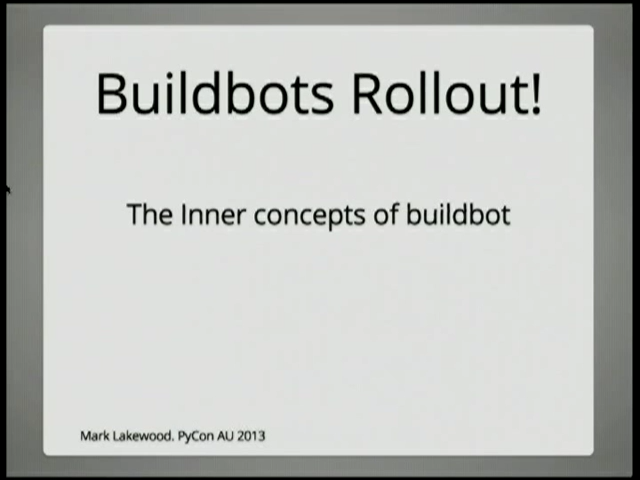 Buildbots Rollout!
The Inner concepts of buildbot
Mark Lakewood. PyCon AU 2013